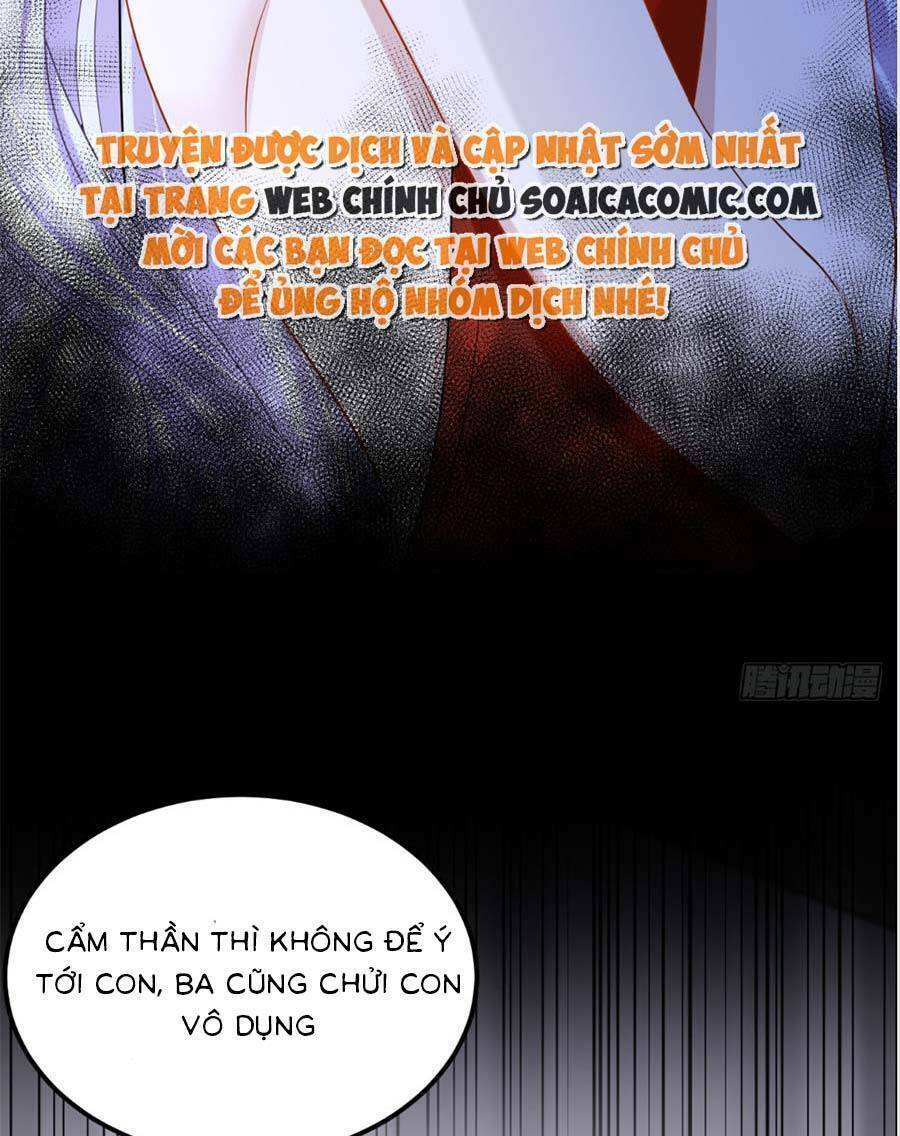 TRUYỆN ĐƯỢC DỊCH VÀ CẬP NHẬT SỚM NHẤT
TẠI TRANG WEB CHÍNH CHỦ SOAICACOMIC.COM
MỜI CÁC BẠN ĐỌC TẠI WEB CHÍNH CHỦ
ĐỂ ỦNG HỘ NHÓM DỊCH NHÉ!
腾讯动漫
CẨM THẦN THÌ KHÔNG ĐỂ Ý
TỚI CON, BA CŨNG CHỬI CON
VÔ DỤNG